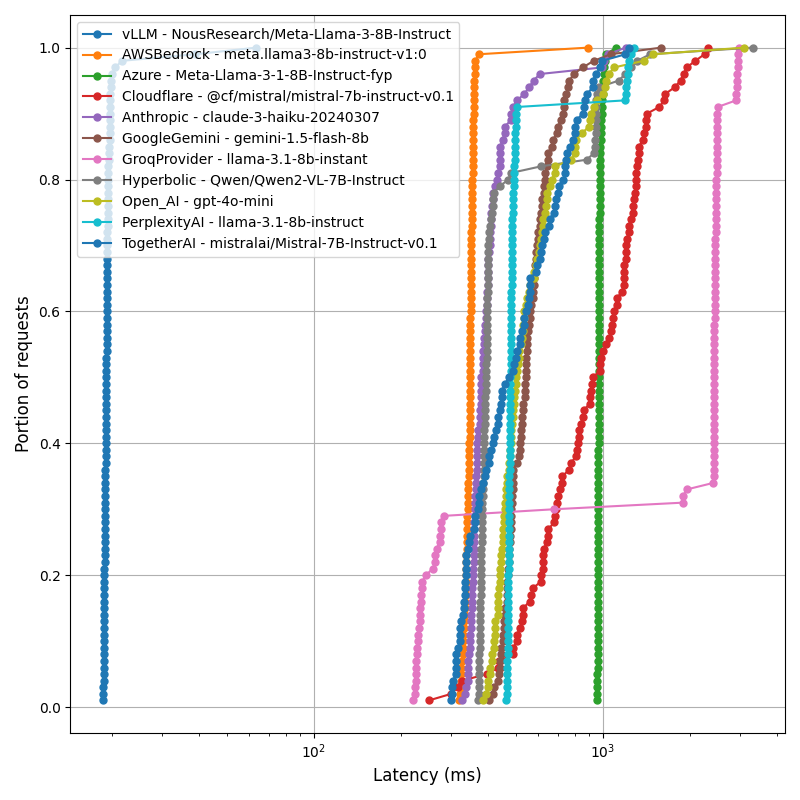 vLLM - NousResearch/Meta-Llama-3-8B-Instruct
AWSBedrock - meta.llama3-8b-instruct-v1:0
Azure - Meta-Llama-3-1-8B-Instruct-fyp
Cloudflare - @cf/mistral/mistral-7b-instruct-v0.1
Anthropic - claude-3-haiku-20240307
GoogleGemini - gemini-1.5-flash-8b
GroqProvider - llama-3.1-8b-instant
Hyperbolic - Qwen/Qwen2-VL-7B-Instruct
Open_AI - gpt-4o-mini
PerplexityAI - llama-3.1-8b-instruct
TogetherAI - mistralai/Mistral-7B-Instruct-v0.1
1.0
0.8
0.6
0.4
0.2
0.0
Portion of requests
10²
10³
Latency (ms)